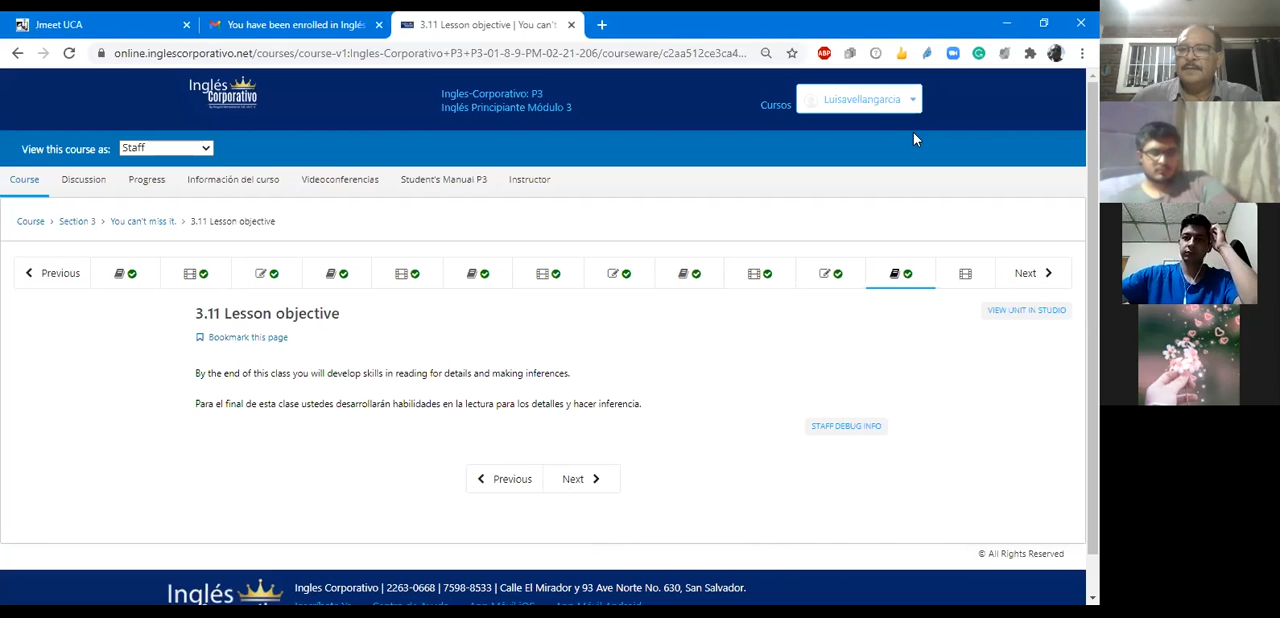 Jmeet UCA
You have been enrolled in Inglés
3.11 Lesson objective | You can't
online.inglescorporativo.net/courses/course-v1:Ingles-Corporativo+P3+P3-01-8-9-PM-02-21-206/courseware/c2aa512ce3ca4...
ABP
Inglés
Corporativo
Ingles-Corporativo: P3
Inglés Principiante Módulo 3
Cursos
Luisavellangarcia
View this course as:
Staff
Course
Discussion
Progress
Información del curso
Videoconferencias
Student's Manual P3
Instructor
Course > Section 3 > You can't miss it. > 3.11 Lesson objective
Previous
Next
3.11 Lesson objective
VIEW UNIT IN STUDIO
Bookmark this page
By the end of this class you will develop skills in reading for details and making inferences.
Para el final de esta clase ustedes desarrollarán habilidades en la lectura para los detalles y hacer inferencia.
STAFF DEBUG INFO
Previous
Next
© All Rights Reserved
Inglés
Ingles Corporativo | 2263-0668 | 7598-8533 | Calle El Mirador y 93 Ave Norte No. 630, San Salvador.